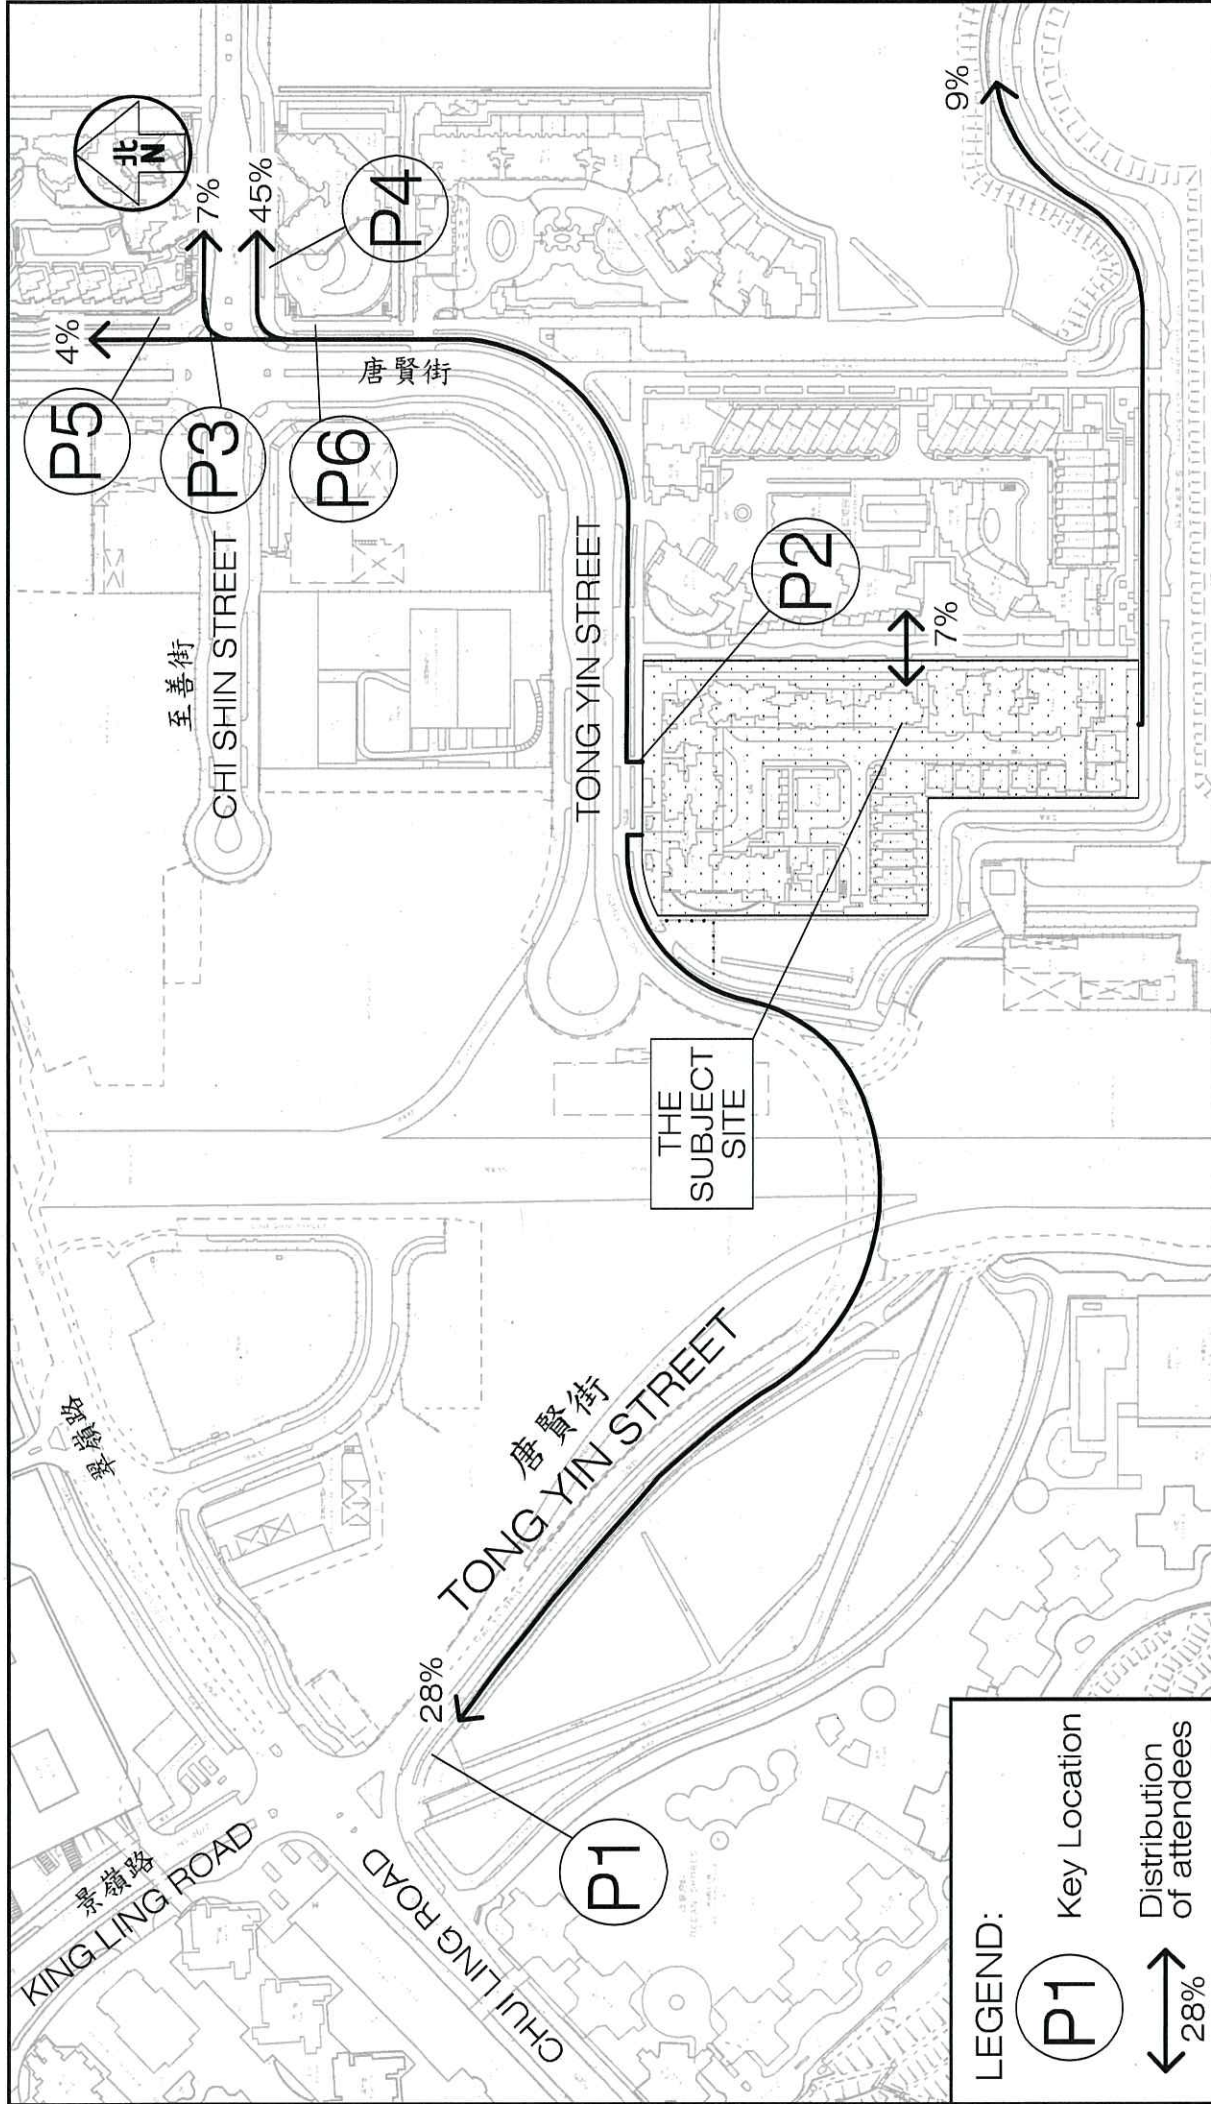 KING LING ROAD
景嶺路
翠嶺路
CHUI LING ROAD
P1
28%
唐賢街
TONG YIN STREET
THE
SUBJECT
SITE
至善街
CHI SHIN STREET
TONG YIN STREET
P2
7%
P5
P3
P6
4%
唐賢街
北
N
7%
45%
P4
9%
LEGEND:
P1
Key Location
28%
Distribution
of attendees